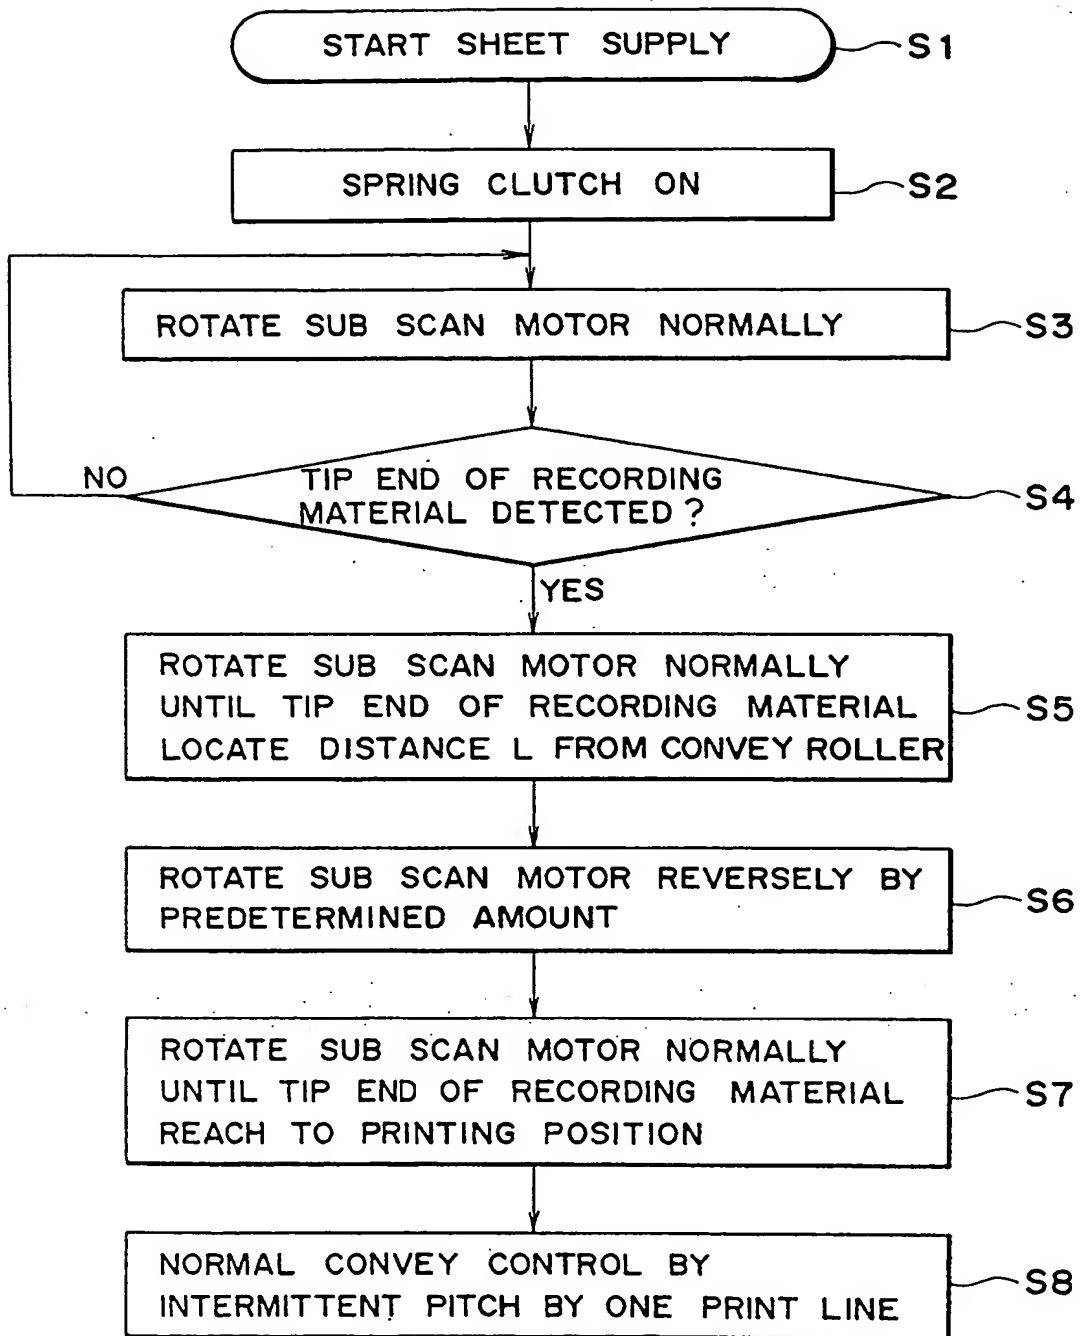 START SHEET SUPPLY
S1
SPRING CLUTCH ON
S2
ROTATE SUB SCAN MOTOR NORMALLY
S3
NO
TIP END OF RECORDING
MATERIAL DETECTED?
S4
YES
ROTATE SUB SCAN MOTOR NORMALLY
UNTIL TIP END OF RECORDING MATERIAL
LOCATE DISTANCE L FROM CONVEY ROLLER
S5
ROTATE SUB SCAN MOTOR REVERSELY BY
PREDETERMINED AMOUNT
S6
ROTATE SUB SCAN MOTOR NORMALLY
UNTIL TIP END OF RECORDING MATERIAL
REACH TO PRINTING POSITION
S7
NORMAL CONVEY CONTROL BY
INTERMITTENT PITCH BY ONE PRINT LINE
S8